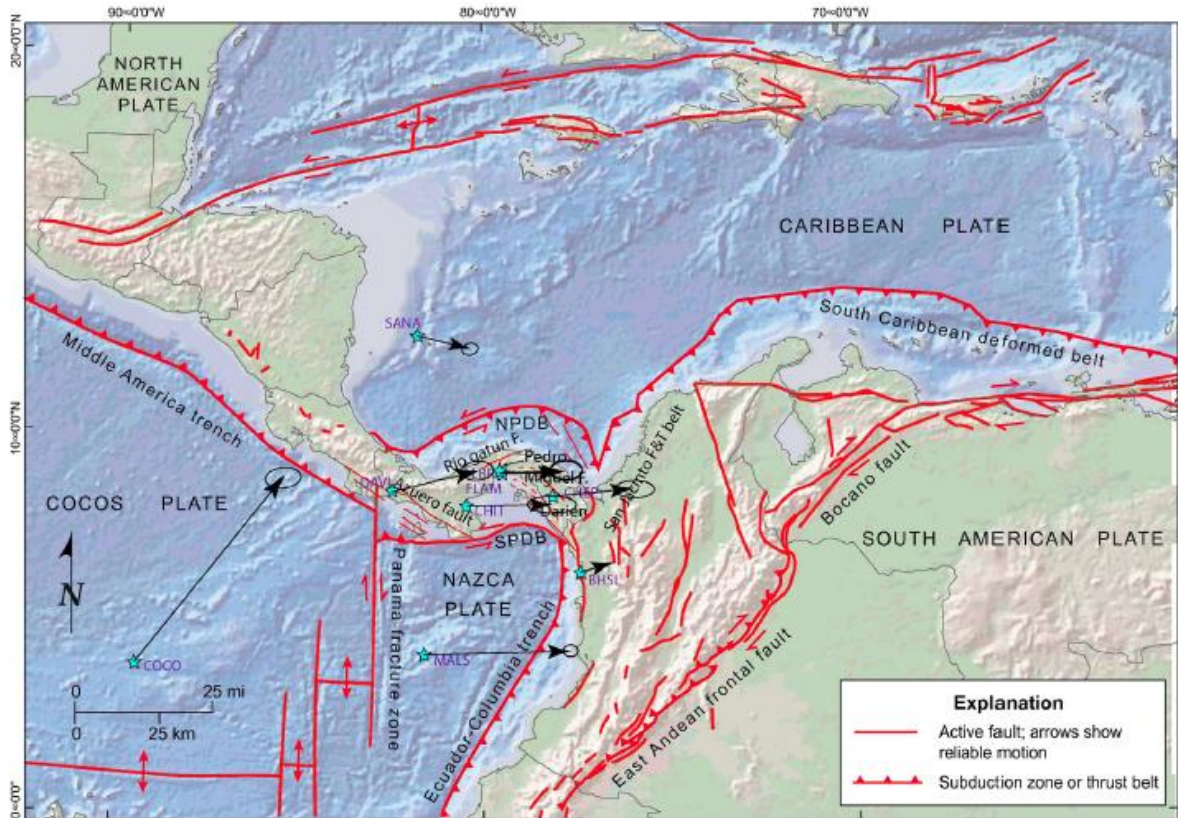 90°0'0"W
80°0'0"W
70°0'0"W
20°0'0"N
NORTH
AMERICAN
PLATE
CARIBBEAN PLATE
SANA
South Caribbean deformed belt
Middle America trench
10°0'0"N
NPDB
Rio gatun F.
Pedro
Miguel F.
DAVI
FLAM
CHIT
Azuero fault
Darien
San Jacinto F&T belt
Bocano fault
COCOS PLATE
SOUTH AMERICAN PLATE
SPDB
N
NAZCA
PLATE
BHSL
Panama fracture zone
COCO
MALS
0 25 mi
0 25 km
Ecuador-Columbia trench
East Andean frontal fault
Explanation
Active fault; arrows show
reliable motion
Subduction zone or thrust belt